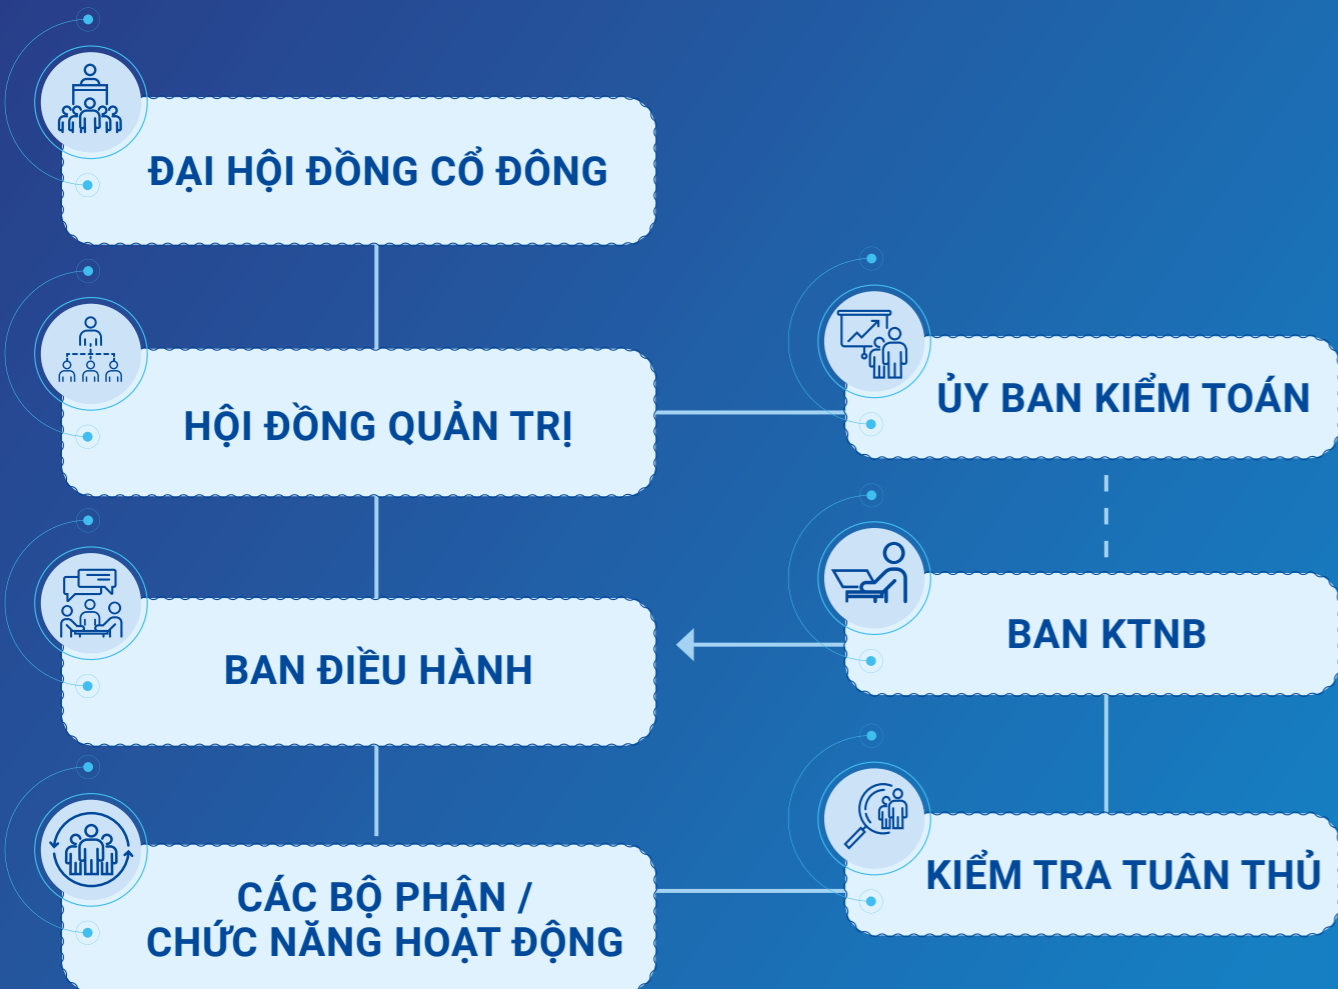 ĐẠI HỘI ĐỒNG CỔ ĐÔNG
HỘI ĐỒNG QUẢN TRỊ
ỦY BAN KIỂM TOÁN
BAN ĐIỀU HÀNH
BAN KTNB
CÁC BỘ PHẬN /
CHỨC NĂNG HOẠT ĐỘNG
KIỂM TRA TUÂN THỦ